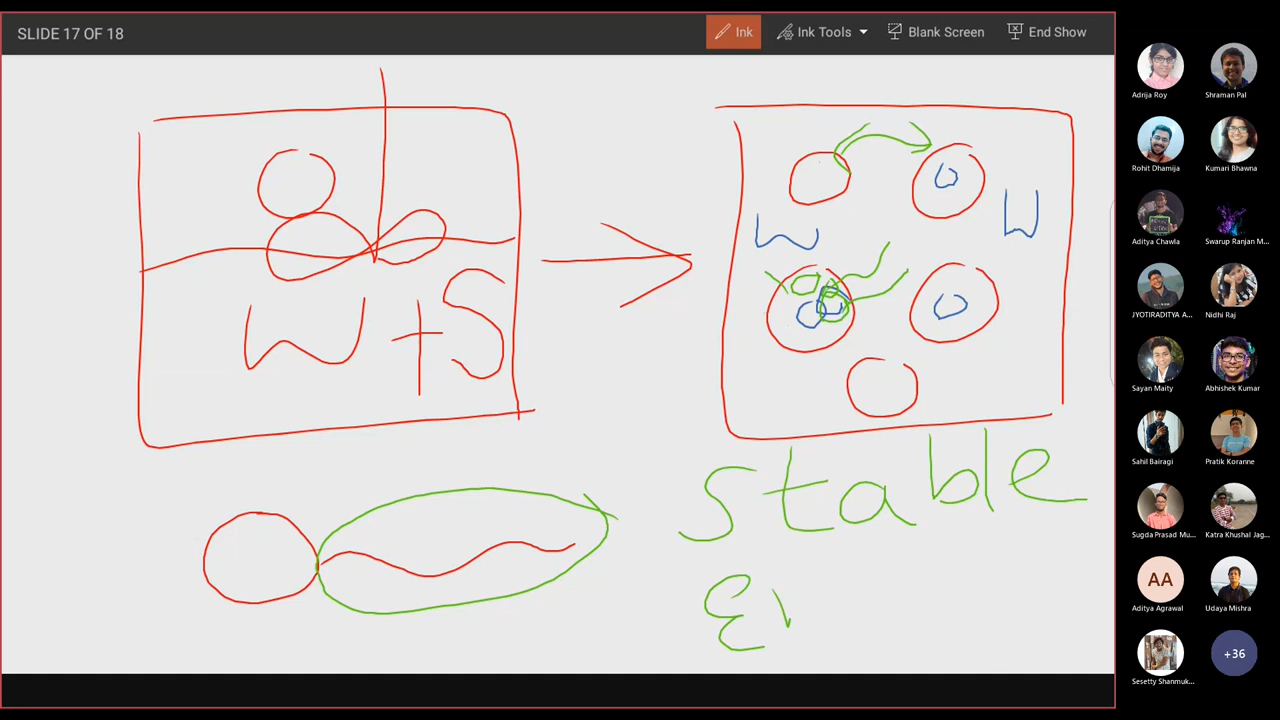 SLIDE 17 OF 18
Ink
Ink Tools
Blank Screen
End Show
W + S
W
W
Stable
Adrija Roy
Shraman Pal
Rohit Dhamija
Kumari Bhawna
Aditya Chawla
Swarup Ranjan M...
JYOTIRADITYA A...
Nidhi Raj
Sayan Maity
Abhishek Kumar
Sahil Bairagi
Pratik Koranne
Sugda Prasad Mu...
Katra Khushal Jag...
AA
Aditya Agrawal
Udaya Mishra
Sesetty Shanmuk...
+36